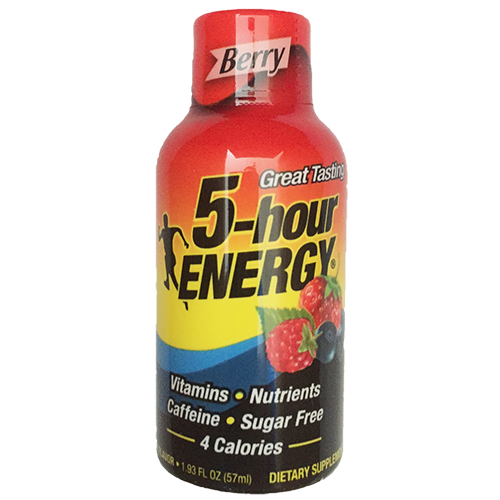 Berry
Great Tasting
5-hour
ENERGY®
Vitamins • Nutrients
Caffeine • Sugar Free
4 Calories
1.93 FL OZ (57ml) DIETARY